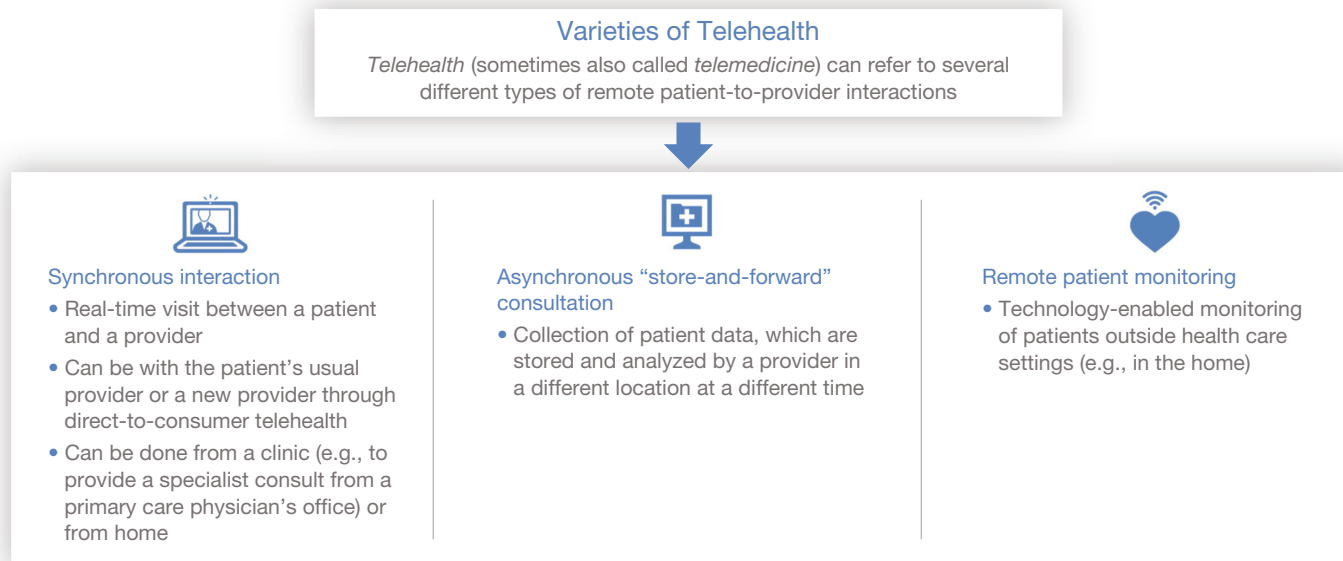 Varieties of Telehealth
Telehealth (sometimes also called telemedicine) can refer to several
different types of remote patient-to-provider interactions
Synchronous interaction
• Real-time visit between a patient
and a provider
• Can be with the patient’s usual
provider or a new provider through
direct-to-consumer telehealth
• Can be done from a clinic (e.g., to
provide a specialist consult from a
primary care physician’s office) or
from home
Asynchronous “store-and-forward”
consultation
• Collection of patient data, which are
stored and analyzed by a provider in
a different location at a different time
Remote patient monitoring
• Technology-enabled monitoring
of patients outside health care
settings (e.g., in the home)